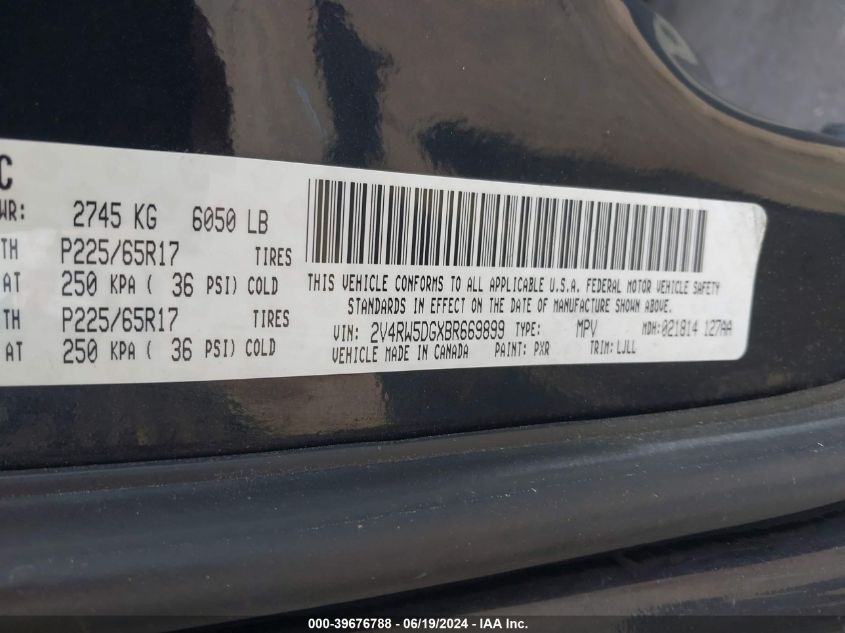 C
WR: 2745 KG 6050 LB
TH P225/65R17 TIRES
AT 250 KPA ( 36 PSI) COLD
TH P225/65R17 TIRES
AT 250 KPA ( 36 PSI) COLD
THIS VEHICLE CONFORMS TO ALL APPLICABLE U.S.A. FEDERAL MOTOR VEHICLE SAFETY
STANDARDS IN EFFECT ON THE DATE OF MANUFACTURE SHOWN ABOVE.
VIN: 2V4RW5DGXBR669899 TYPE: MPV MDH:021814 127AA
VEHICLE MADE IN CANADA PAINT: PXR TRIM:LJLL
000-39676788 - 06/19/2024 - IAA Inc.